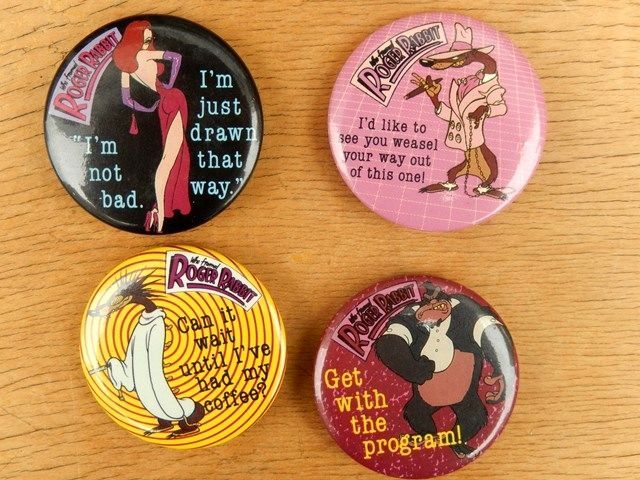 who framed
ROGER RABBIT
"I'm
not
bad.
I'm
just
drawn
that
way."
who framed
ROGER RABBIT
I'd like to
see you weasel
your way out
of this one!
who framed
ROGER RABBIT
Can it
wait
until I've
had my
coffee?
who framed
ROGER RABBIT
Get
with
the
program!